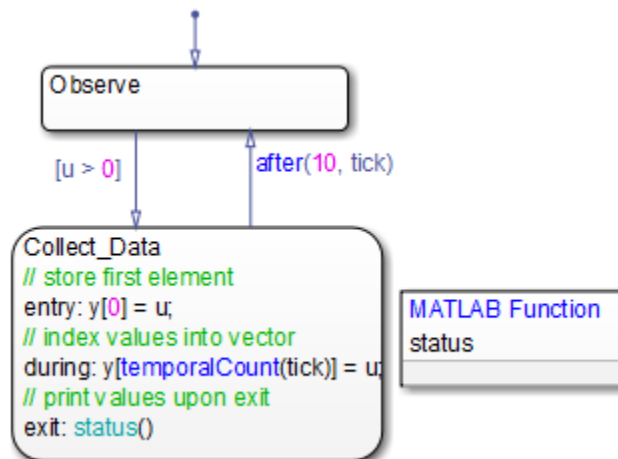 Observe
[u > 0]
after(10, tick)
Collect_Data
// store first element
entry: y[0] = u;
// index values into vector
during: y[temporalCount(tick)] = u;
// print values upon exit
exit: status()
MATLAB Function
status